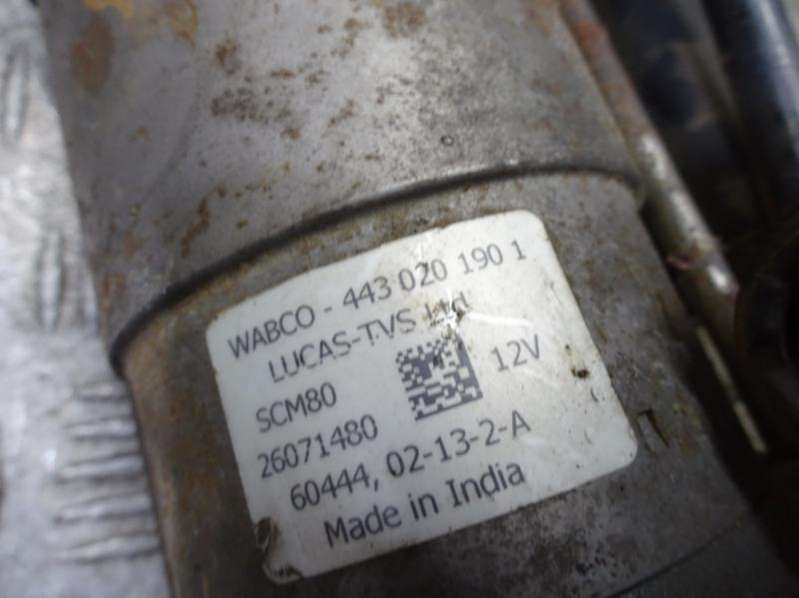 WABCO - 443 020 190 1
LUCAS-TVS Ltd
SCM80
12V
26071480
60444, 02-13-2-A
Made in India